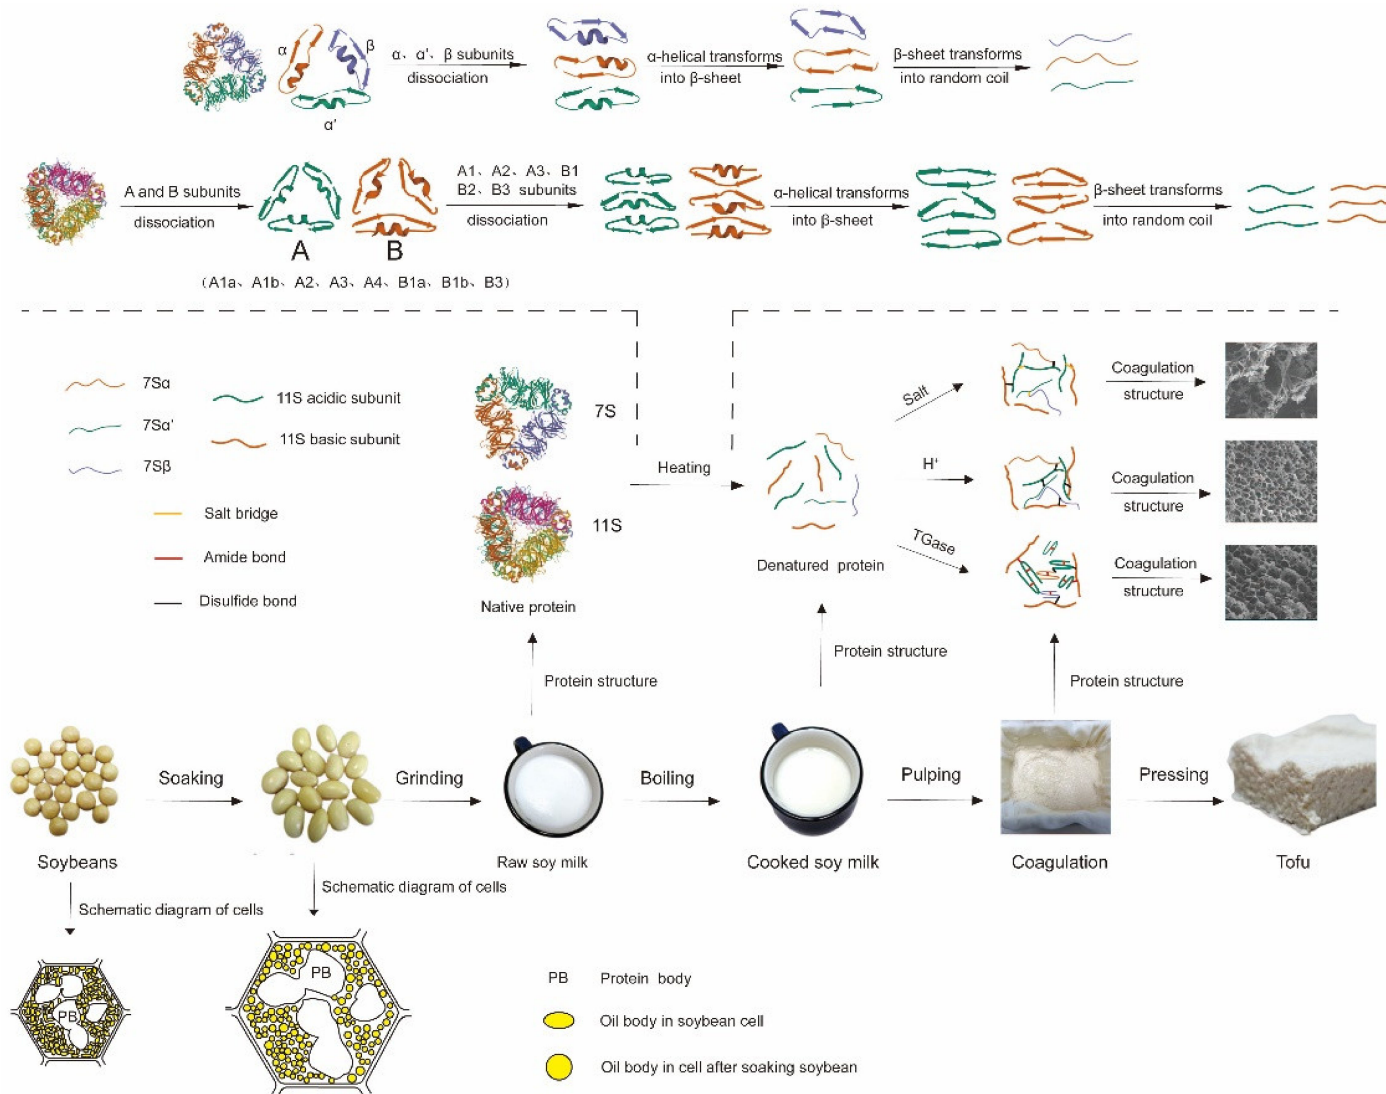 α
β
α'
α、α'、β subunits
dissociation
α-helical transforms
into β-sheet
β-sheet transforms
into random coil
A and B subunits
dissociation
A
B
(A1a、A1b、A2、A3、A4、B1a、B1b、B3)
A1、A2、A3、B1
B2、B3 subunits
dissociation
α-helical transforms
into β-sheet
β-sheet transforms
into random coil
7Sα
7Sα'
7Sβ
11S acidic subunit
11S basic subunit
Salt bridge
Amide bond
Disulfide bond
7S
11S
Native protein
Heating
Denatured protein
Salt
H⁺
TGase
Coagulation
structure
Coagulation
structure
Coagulation
structure
Protein structure
Protein structure
Protein structure
Soybeans
Soaking
Grinding
Raw soy milk
Boiling
Cooked soy milk
Pulping
Coagulation
Pressing
Tofu
Schematic diagram of cells
Schematic diagram of cells
PB
PB
PB Protein body
Oil body in soybean cell
Oil body in cell after soaking soybean